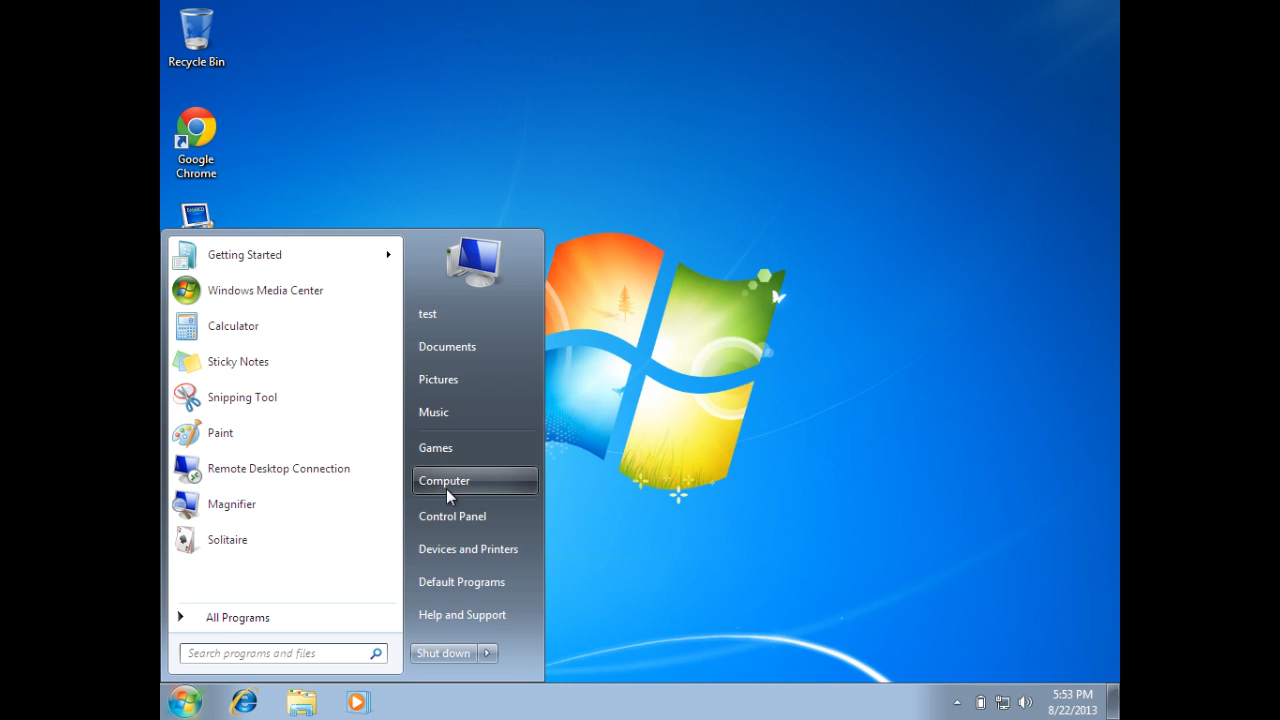 Recycle Bin
Google
Chrome
Getting Started
Windows Media Center
Calculator
Sticky Notes
Snipping Tool
Paint
Remote Desktop Connection
Magnifier
Solitaire
All Programs
Search programs and files
test
Documents
Pictures
Music
Games
Computer
Control Panel
Devices and Printers
Default Programs
Help and Support
Shut down
5:53 PM
8/22/2013